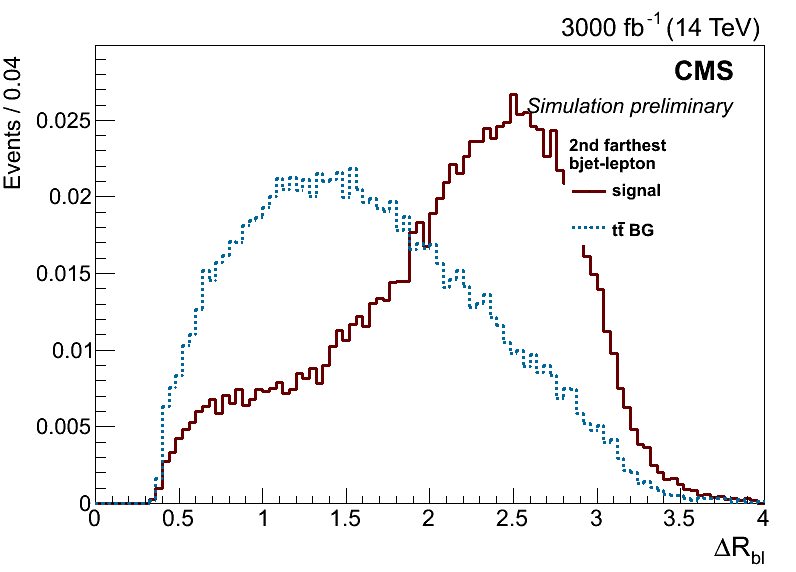 3000 fb⁻¹ (14 TeV)
CMS
Simulation preliminary
Events / 0.04
2nd farthest
bjet-lepton
signal
tt̄ BG
0.025
0.02
0.015
0.01
0.005
0
0 0.5 1 1.5 2 2.5 3 3.5 4
ΔR_bl